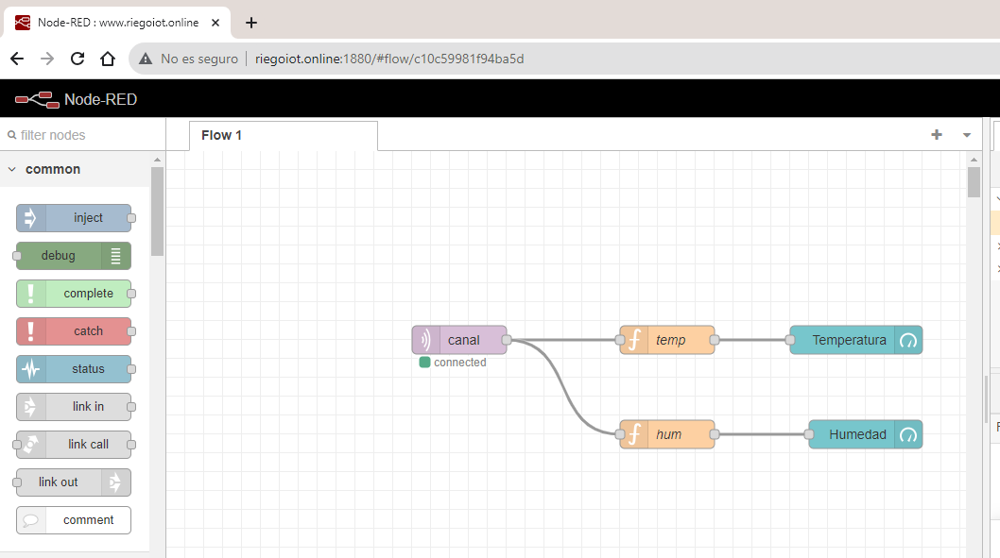 Node-RED : www.riegoiot.online
No es seguro
riegoiot.online:1880/#flow/c10c59981f94ba5d
Node-RED
filter nodes
Flow 1
common
inject
debug
complete
catch
status
link in
link call
link out
comment
canal
connected
temp
Temperatura
hum
Humedad